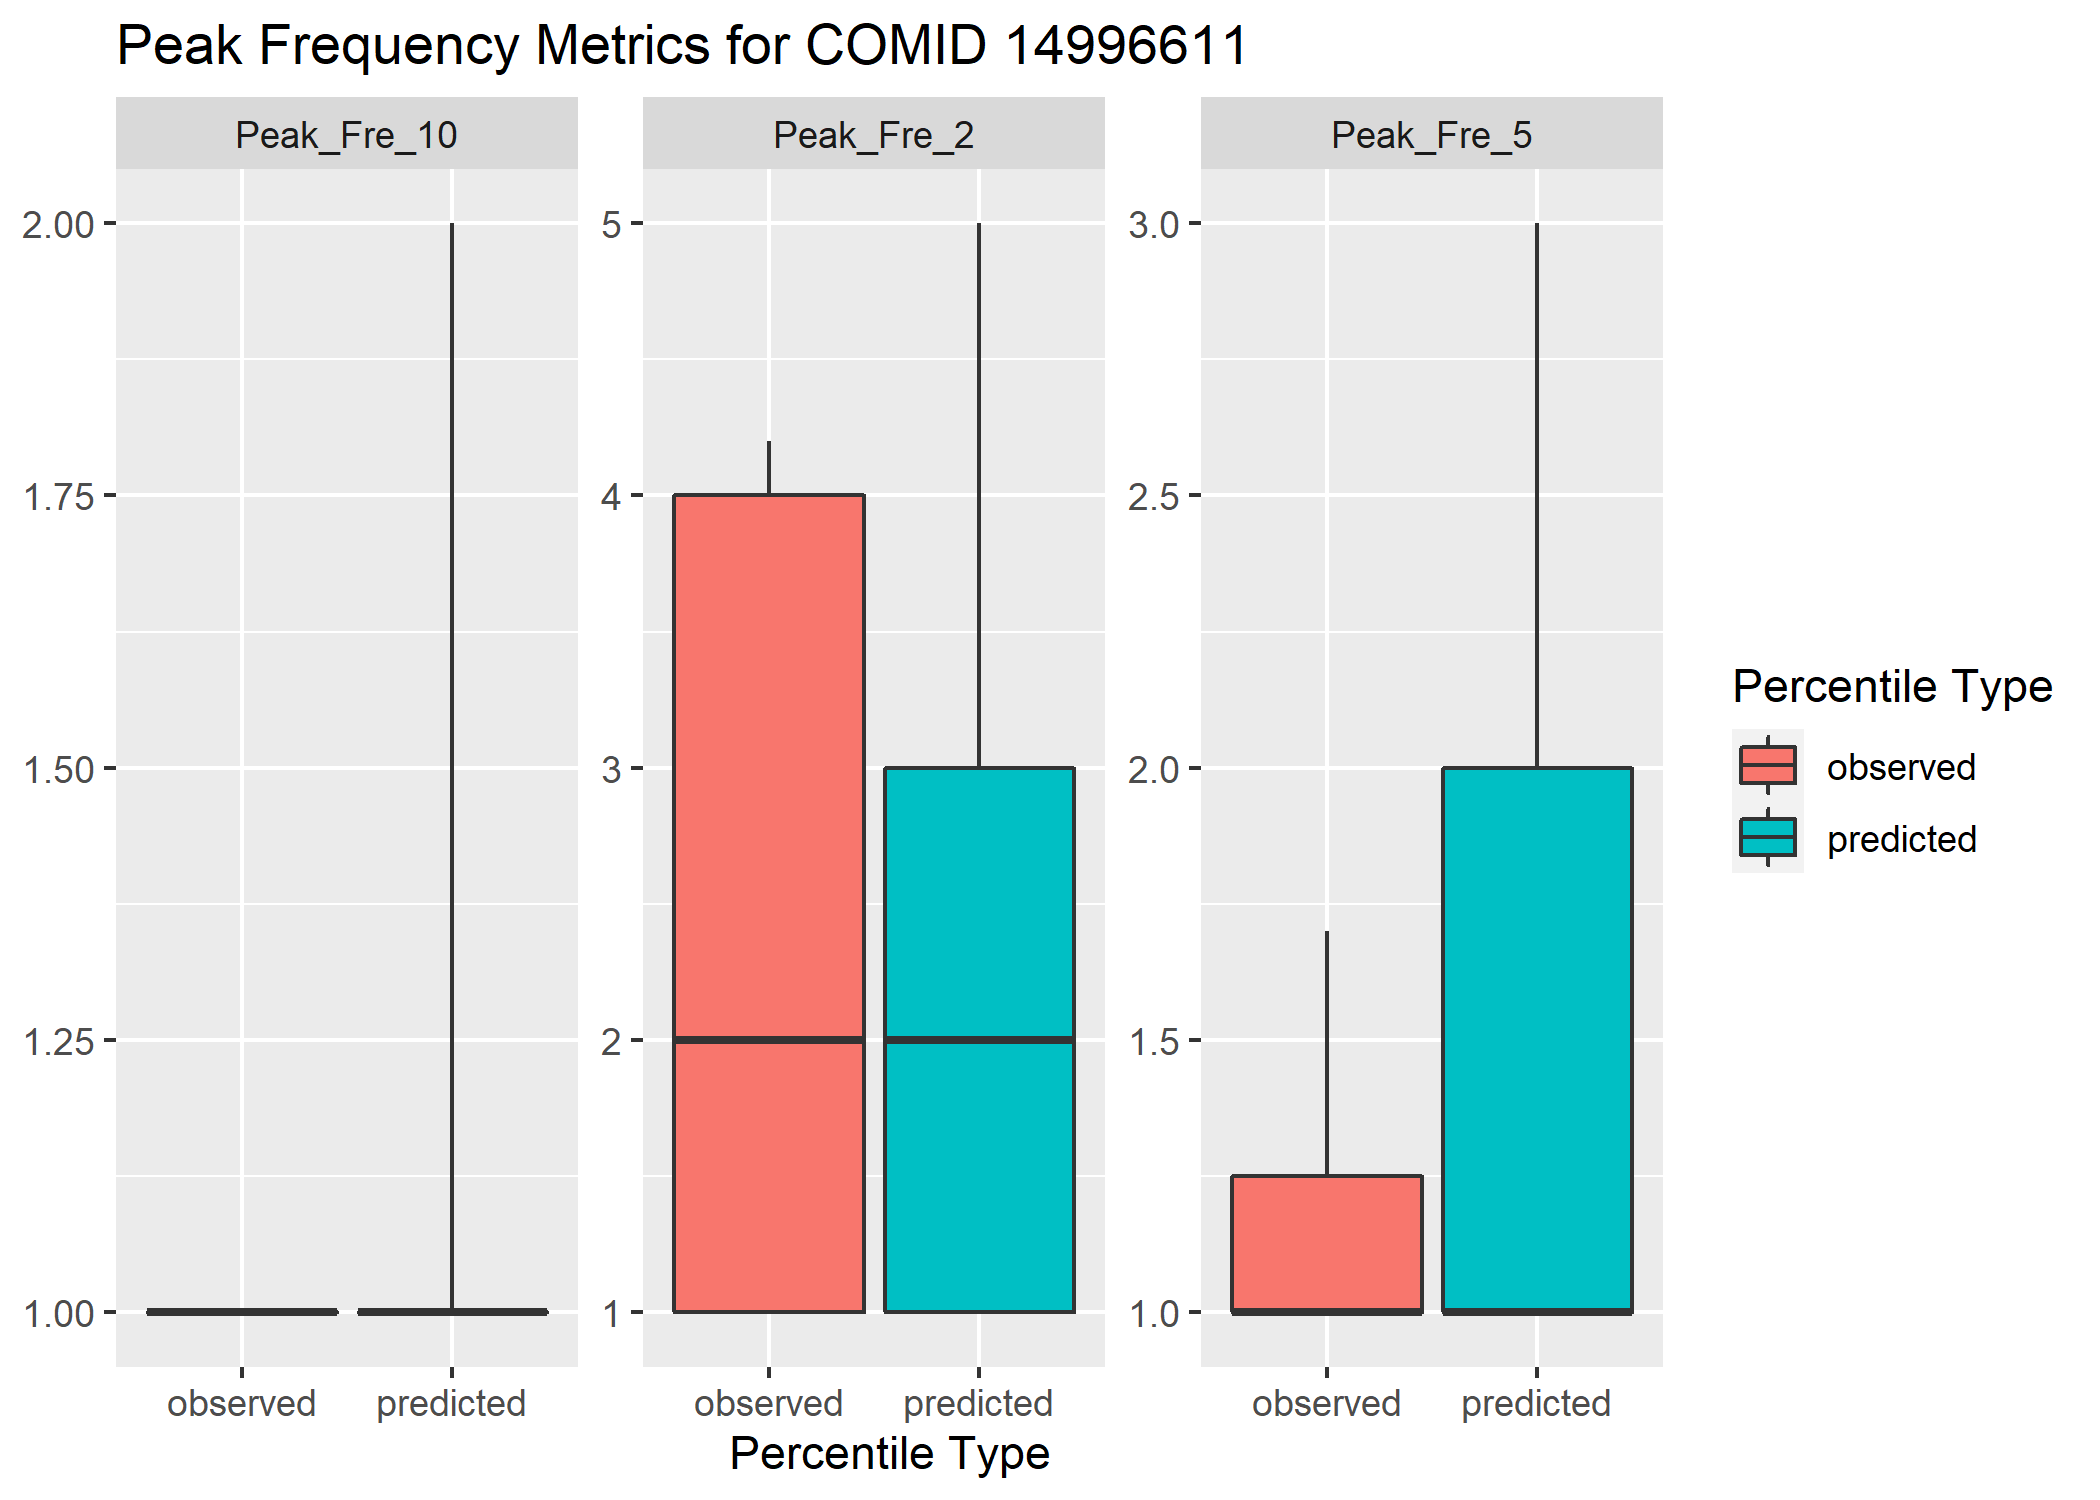 Peak Frequency Metrics for COMID 14996611
Peak_Fre_10
Peak_Fre_2
Peak_Fre_5
2.00
1.75
1.50
1.25
1.00
5
4
3
2
1
3.0
2.5
2.0
1.5
1.0
observed predicted
observed predicted
observed predicted
Percentile Type
Percentile Type
observed
predicted